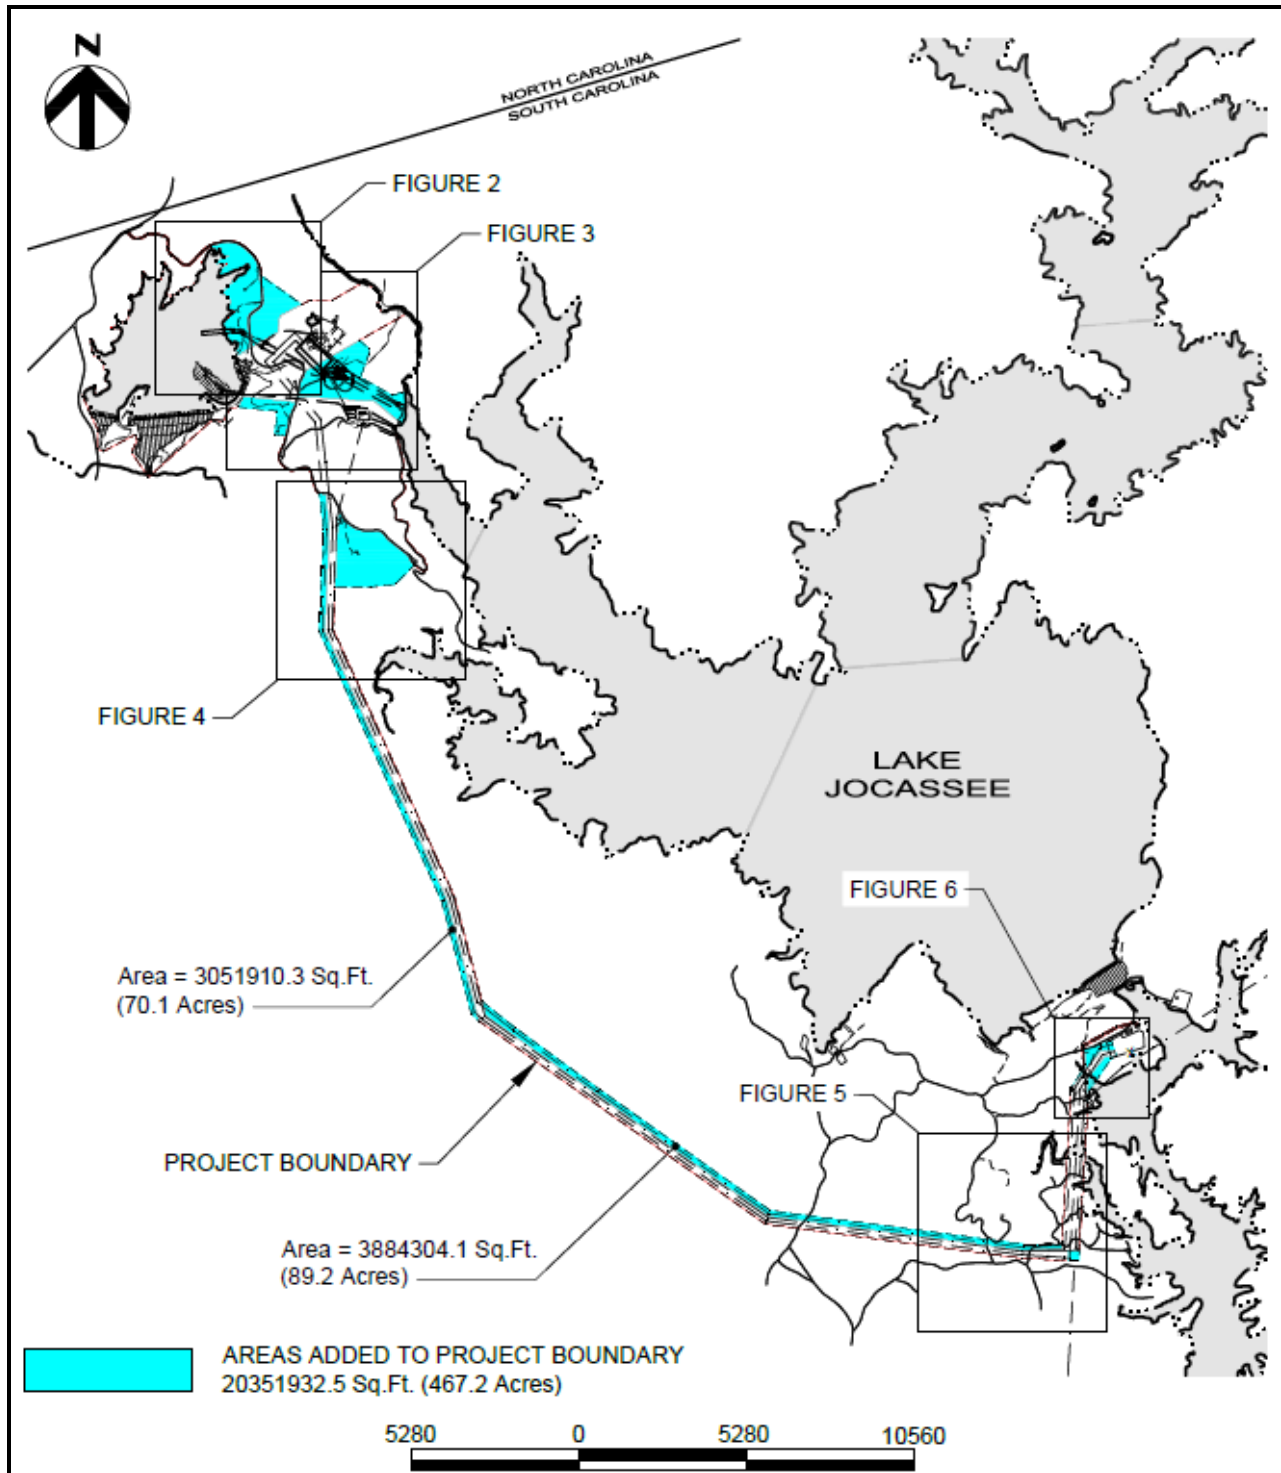 N
NORTH CAROLINA
SOUTH CAROLINA
FIGURE 2
FIGURE 3
FIGURE 4
LAKE
JOCASSEE
FIGURE 6
Area = 3051910.3 Sq.Ft.
(70.1 Acres)
FIGURE 5
PROJECT BOUNDARY
Area = 3884304.1 Sq.Ft.
(89.2 Acres)
AREAS ADDED TO PROJECT BOUNDARY
20351932.5 Sq.Ft. (467.2 Acres)
5280 0 5280 10560